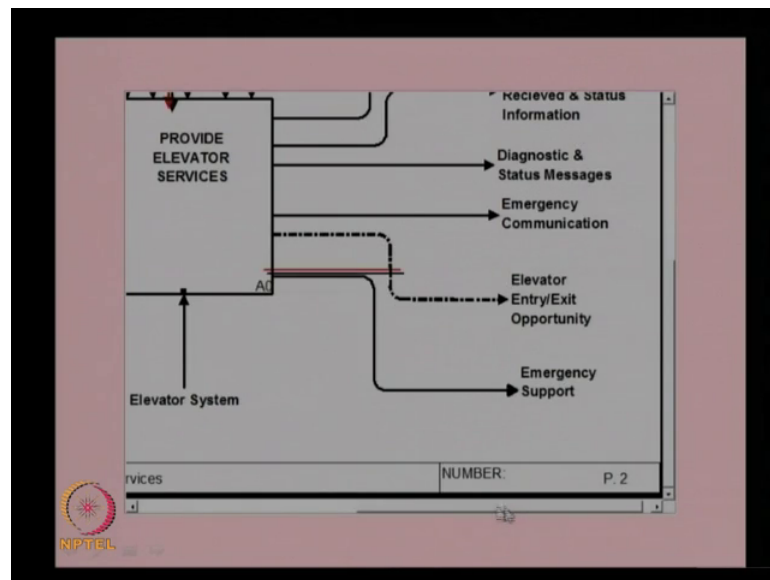 Recieved & Status
Information
PROVIDE
ELEVATOR
SERVICES
Diagnostic &
Status Messages
Emergency
Communication
Elevator
Entry/Exit
Opportunity
A0
Elevator System
Emergency
Support
rvices
NUMBER:
P. 2
NPTEL